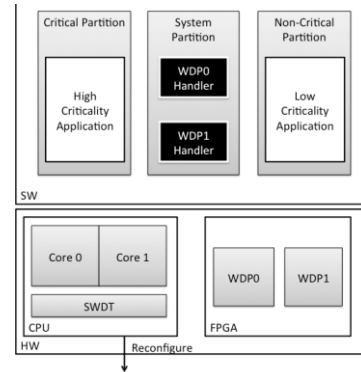 Critical Partition
System
Partition
Non-Critical
Partition
High
Criticality
Application
WDP0
Handler
WDP1
Handler
Low
Criticality
Application
SW
Core 0
Core 1
SWDT
CPU
WDP0
WDP1
FPGA
HW
Reconfigure